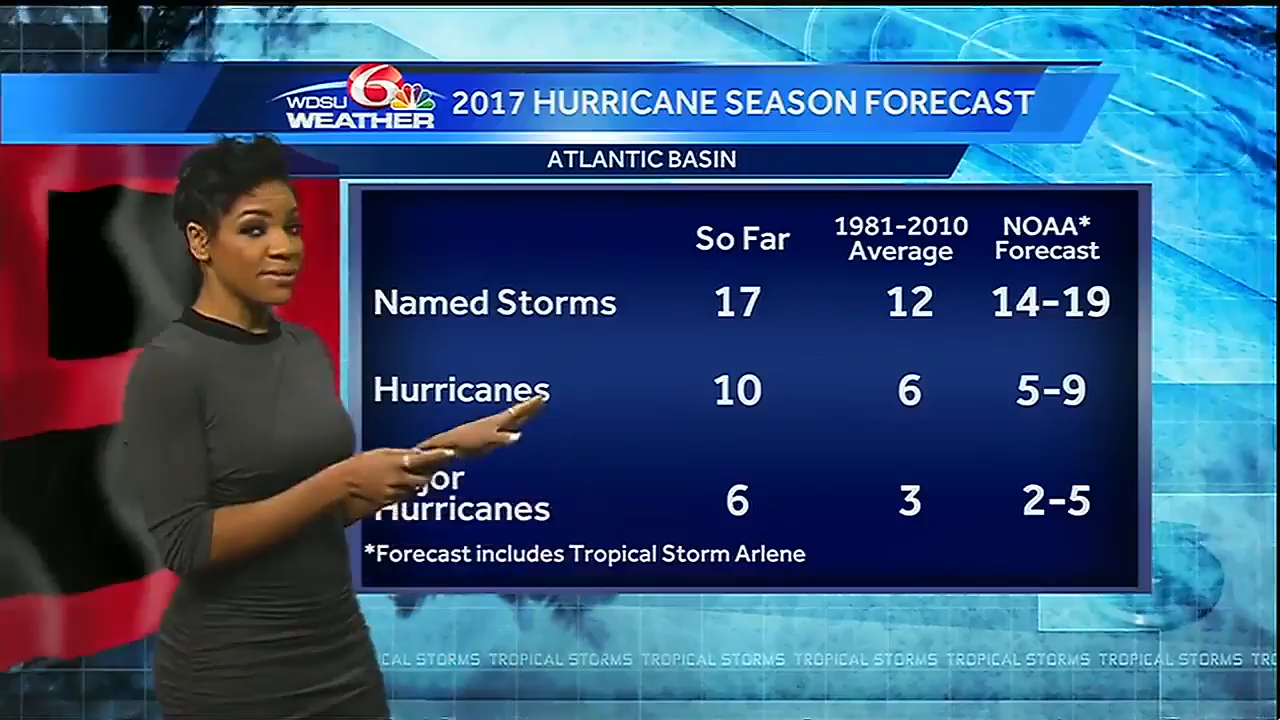 WDSU 6
WEATHER
2017 HURRICANE SEASON FORECAST
ATLANTIC BASIN
So Far
1981-2010
Average
NOAA*
Forecast
Named Storms 17 12 14-19
Hurricanes 10 6 5-9
Hurricanes 6 3 2-5
*Forecast includes Tropical Storm Arlene
STORMS TROPICAL STORMS TROPICAL STORMS TROPICAL STORMS TROPICAL STORMS TROPICAL STORMS